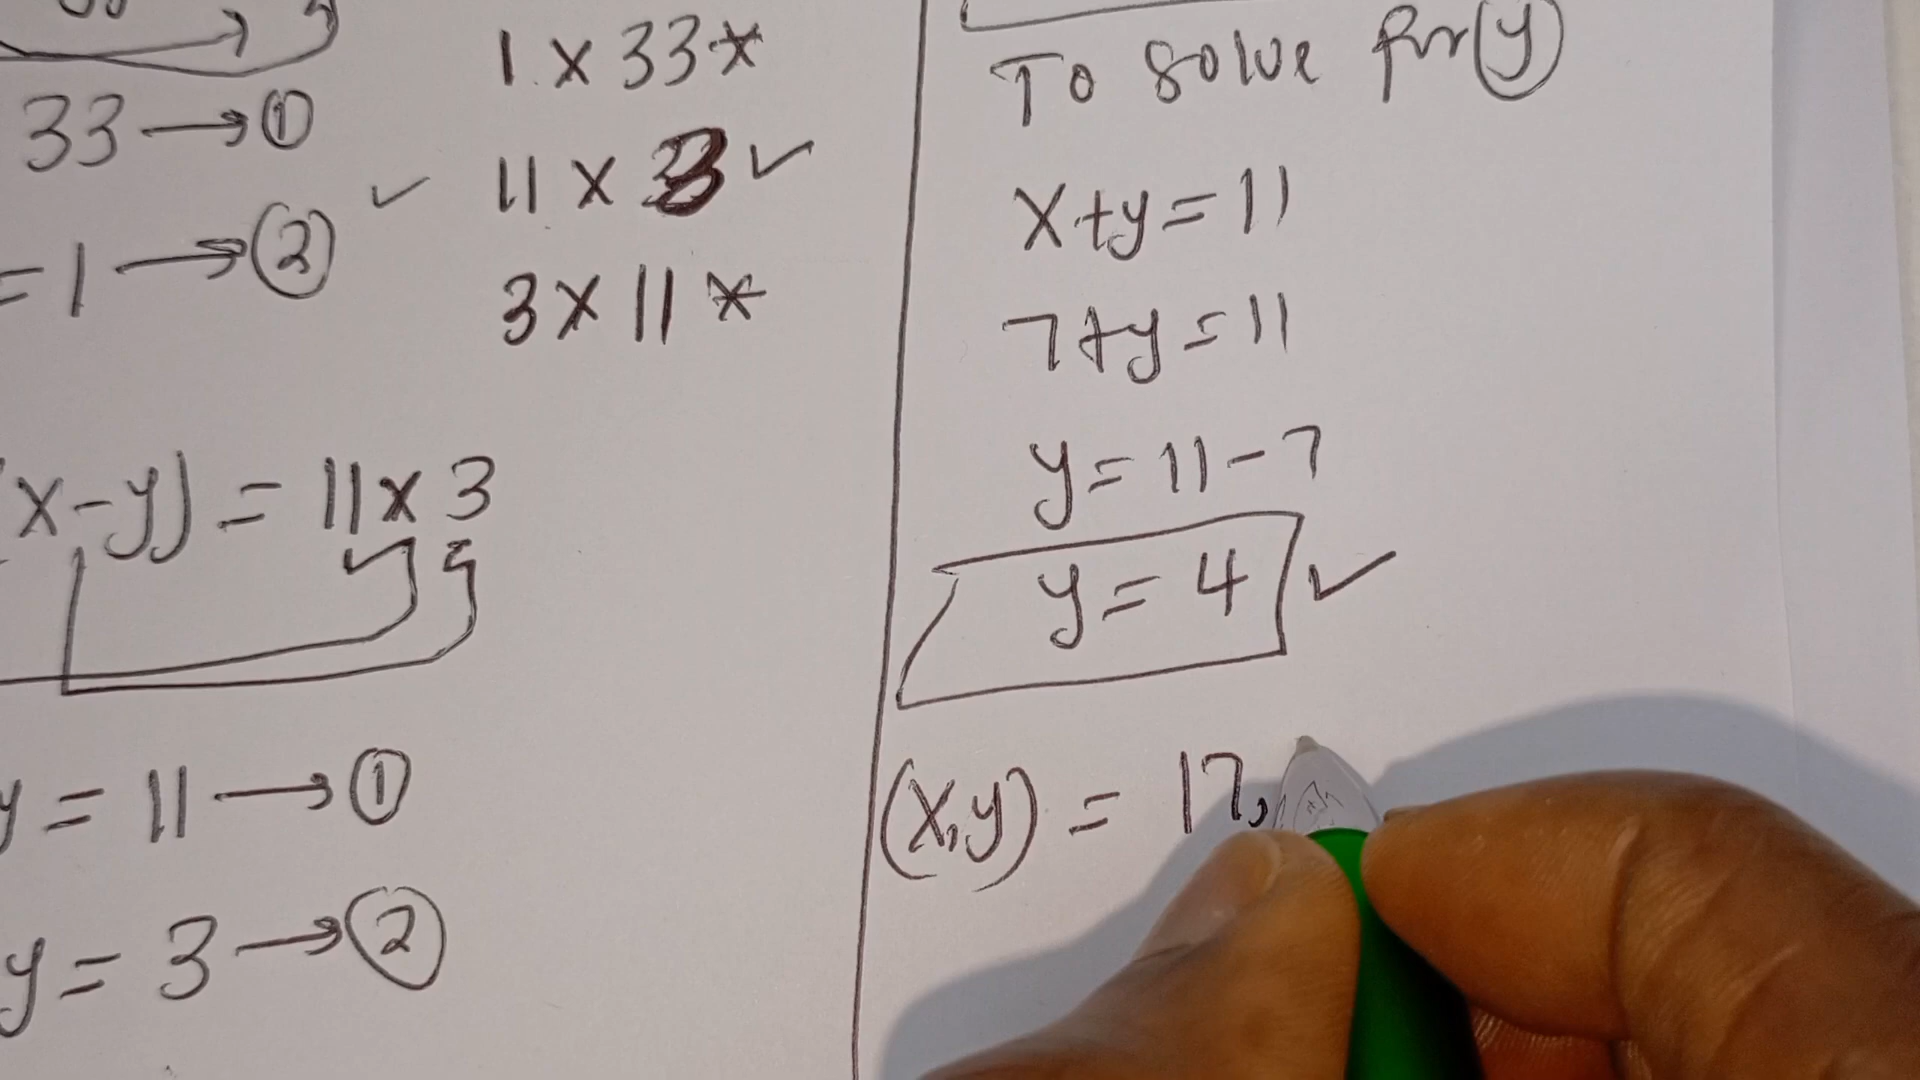 33 → ①
= 1 → ② ✓
1 x 33 *
11 x 3 ✓
3 x 11 *
x-y) = 11 x 3
y = 11 → ①
y = 3 → ②
To solve for (y)
x+y=11
7+y=11
y=11-7
y=4 ✓
(x,y) = 17,